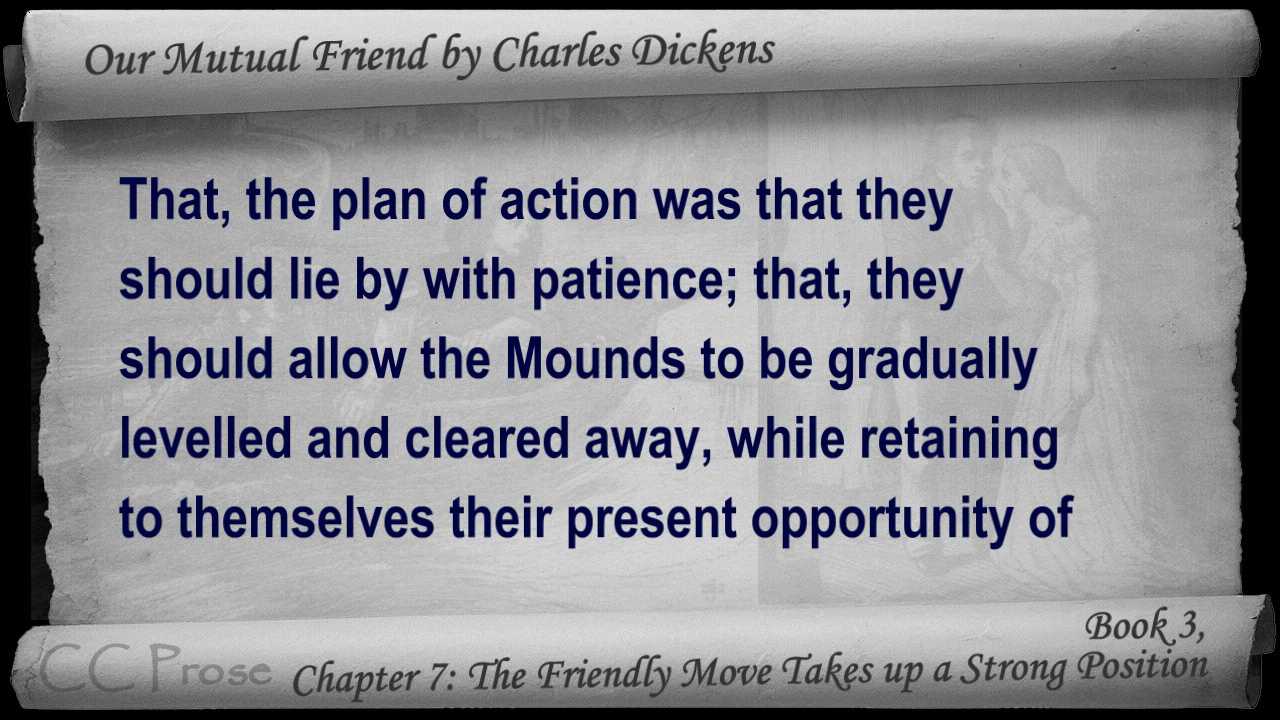 Our Mutual Friend by Charles Dickens
That, the plan of action was that they
should lie by with patience; that, they
should allow the Mounds to be gradually
levelled and cleared away, while retaining
to themselves their present opportunity of
Book 3,
CC Prose
Chapter 7: The Friendly Move Takes up a Strong Position